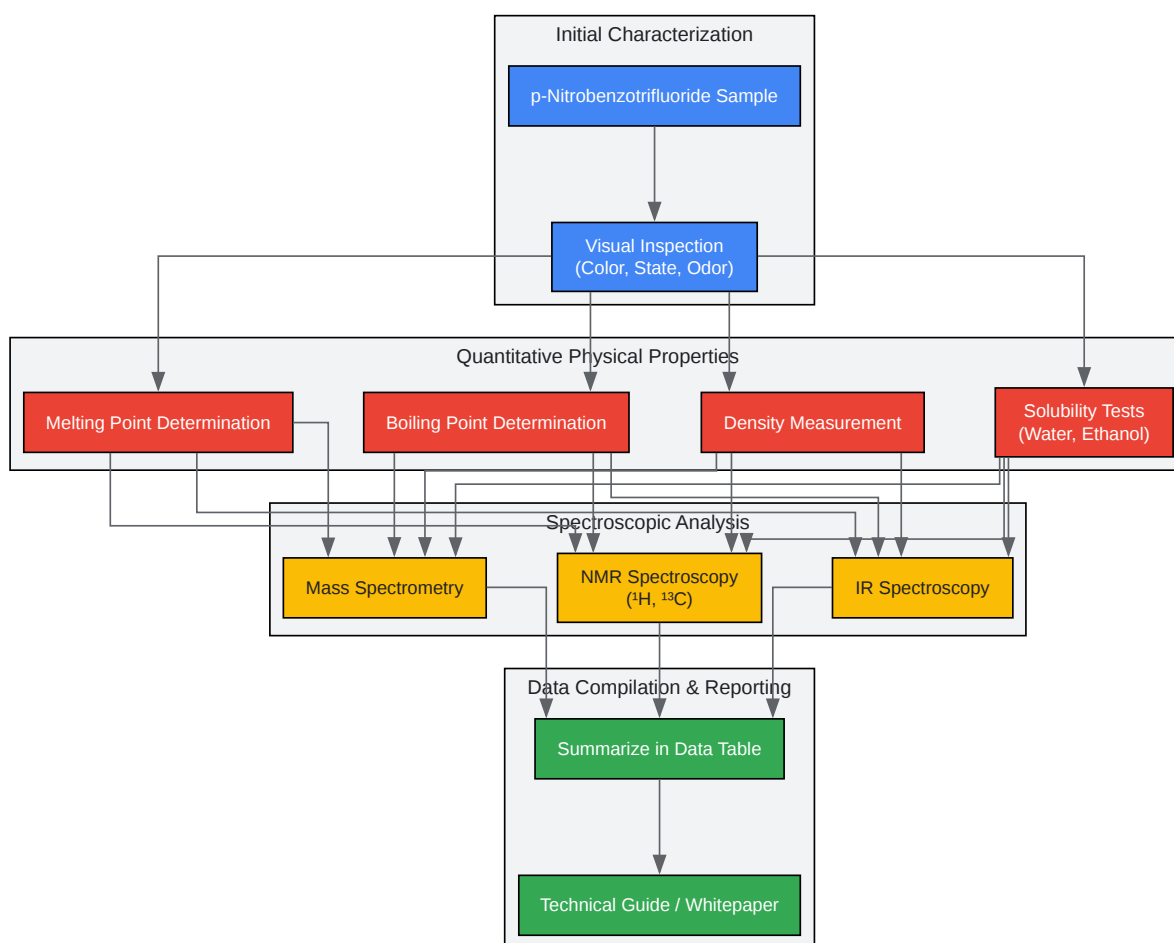 Initial Characterization
p-Nitrobenzotrifluoride Sample
Visual Inspection
(Color, State, Odor)
Quantitative Physical Properties
Melting Point Determination
Boiling Point Determination
Density Measurement
Solubility Tests
(Water, Ethanol)
Spectroscopic Analysis
Mass Spectrometry
NMR Spectroscopy
(¹H, ¹³C)
IR Spectroscopy
Data Compilation & Reporting
Summarize in Data Table
Technical Guide / Whitepaper